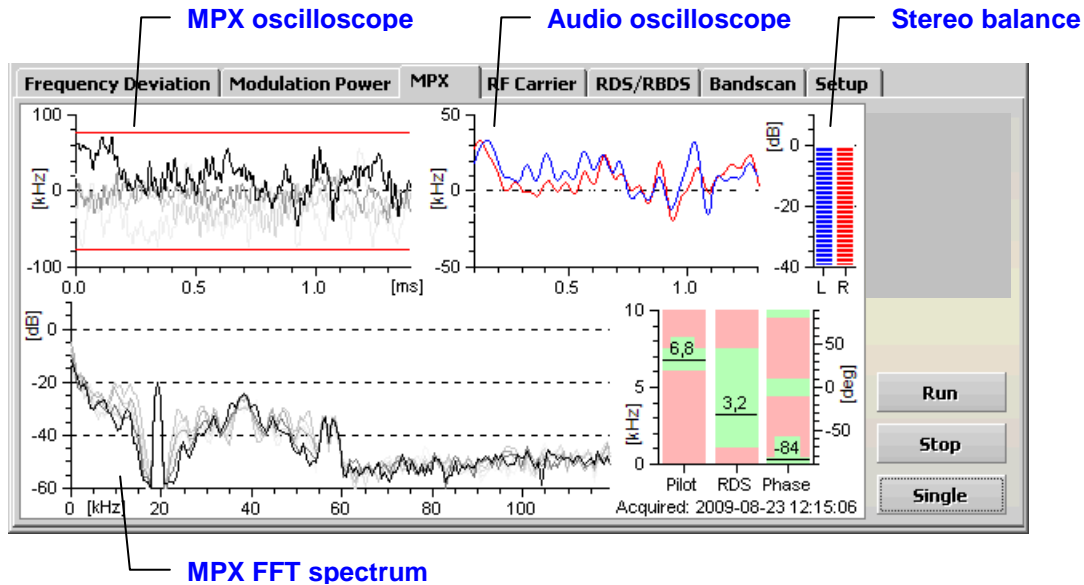 MPX oscilloscope Audio oscilloscope Stereo balance
Frequency Deviation Modulation Power MPX RF Carrier RDS/RBDS Bandscan Setup
100 50 [dB]
[kHz] [kHz] 0
0 0 -20
-100 -50 -40
0.0 0.5 1.0 [ms] 0.5 1.0 L R
[dB] 0 10
6,8 50
-20 5 3,2 0 [deg] Run
[kHz]
-40 -50 Stop
-84
0
-60 Pilot RDS Phase Single
0 [kHz] 20 40 60 80 100 Acquired: 2009-08-23 12:15:06
MPX FFT spectrum